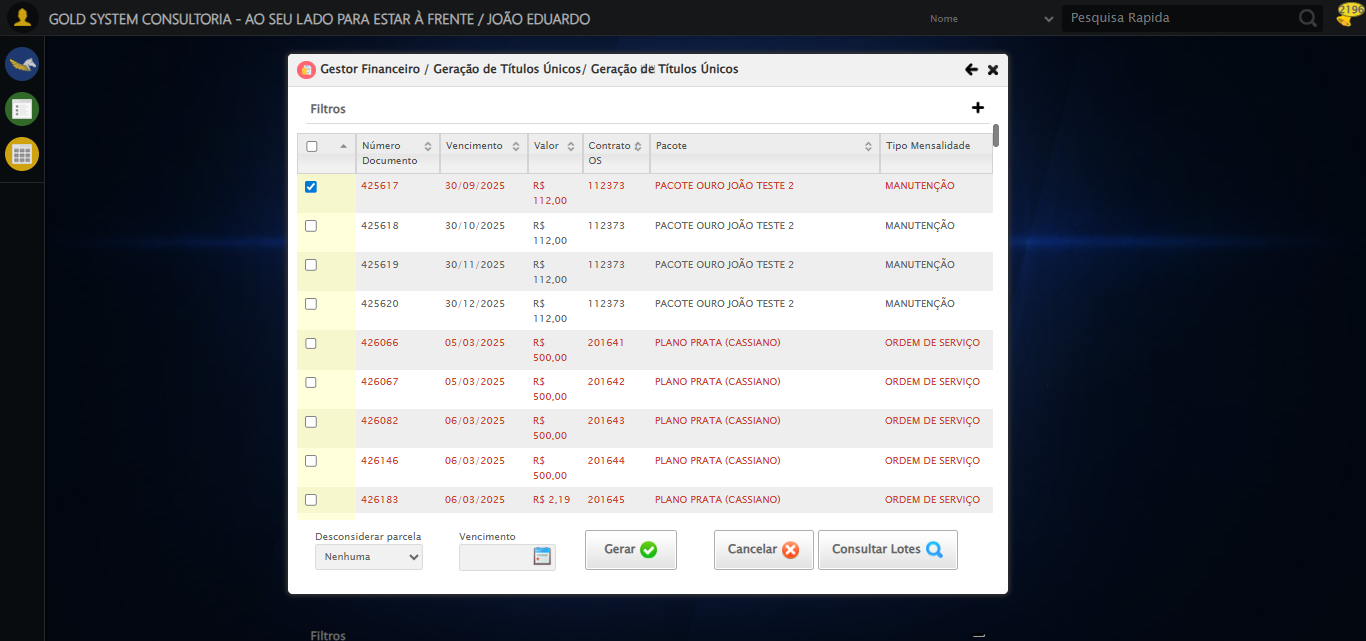 GOLD SYSTEM CONSULTORIA - AO SEU LADO PARA ESTAR À FRENTE / JOÃO EDUARDO
Nome
Pesquisa Rapida
2196
Gestor Financeiro / Geração de Títulos Únicos/ Geração de Títulos Únicos
Filtros
Número Documento Vencimento Valor Contrato OS Pacote Tipo Mensalidade
425617 30/09/2025 R$ 112,00 112373 PACOTE OURO JOÃO TESTE 2 MANUTENÇÃO
425618 30/10/2025 R$ 112,00 112373 PACOTE OURO JOÃO TESTE 2 MANUTENÇÃO
425619 30/11/2025 R$ 112,00 112373 PACOTE OURO JOÃO TESTE 2 MANUTENÇÃO
425620 30/12/2025 R$ 112,00 112373 PACOTE OURO JOÃO TESTE 2 MANUTENÇÃO
426066 05/03/2025 R$ 500,00 201641 PLANO PRATA (CASSIANO) ORDEM DE SERVIÇO
426067 05/03/2025 R$ 500,00 201642 PLANO PRATA (CASSIANO) ORDEM DE SERVIÇO
426082 06/03/2025 R$ 500,00 201643 PLANO PRATA (CASSIANO) ORDEM DE SERVIÇO
426146 06/03/2025 R$ 500,00 201644 PLANO PRATA (CASSIANO) ORDEM DE SERVIÇO
426183 06/03/2025 R$ 2,19 201645 PLANO PRATA (CASSIANO) ORDEM DE SERVIÇO
Desconsiderar parcela Vencimento
Nenhuma
Gerar
Cancelar
Consultar Lotes
Filtros